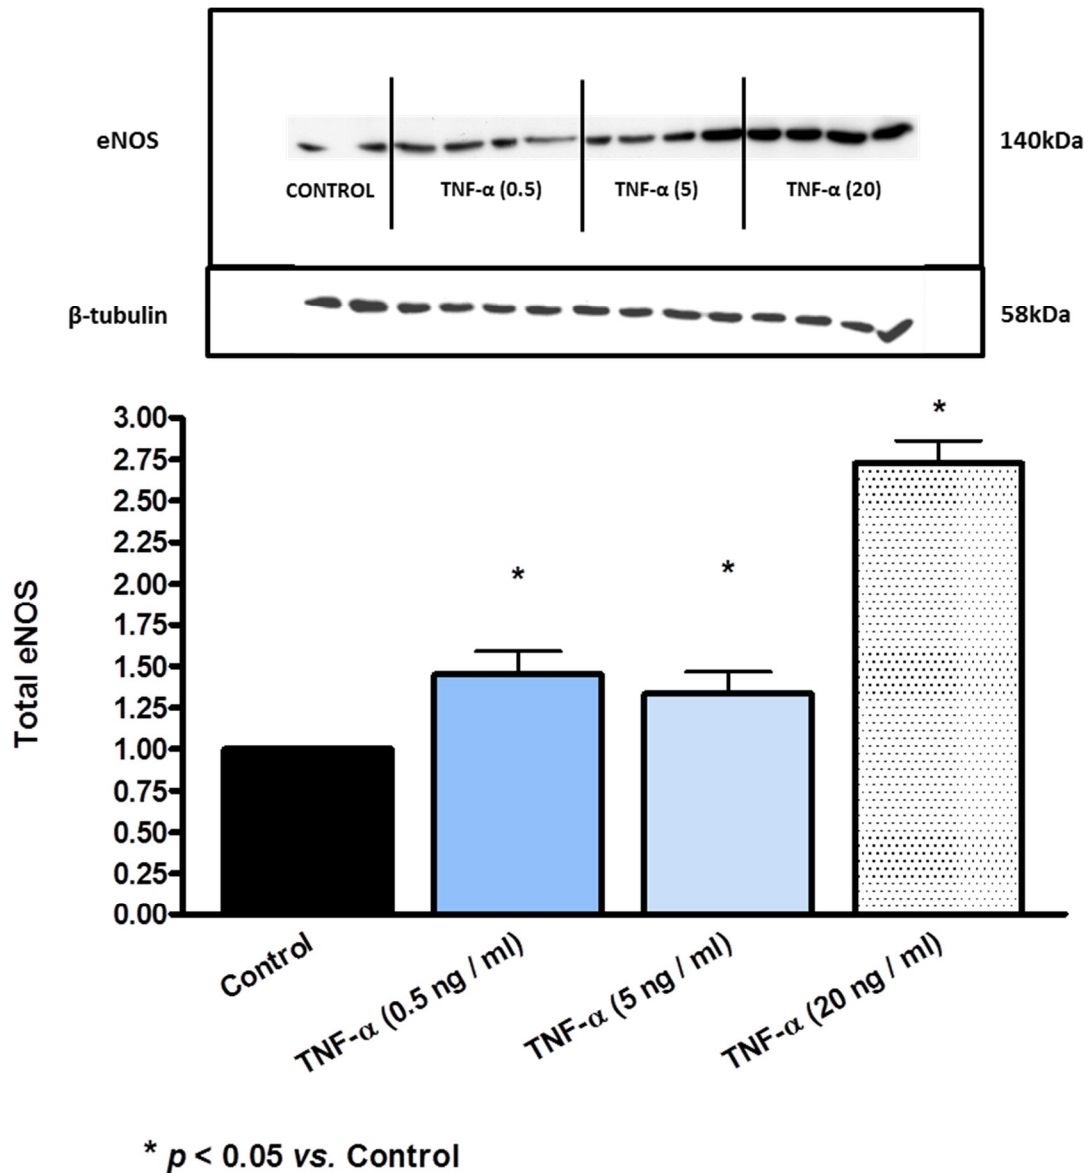 eNOS
140kDa
CONTROL
TNF-α (0.5)
TNF-α (5)
TNF-α (20)
β-tubulin
58kDa
Total eNOS
3.00
2.75
2.50
2.25
2.00
1.75
1.50
1.25
1.00
0.75
0.50
0.25
0.00
*
*
*
Control
TNF-α (0.5 ng / ml)
TNF-α (5 ng / ml)
TNF-α (20 ng / ml)
* p < 0.05 vs. Control